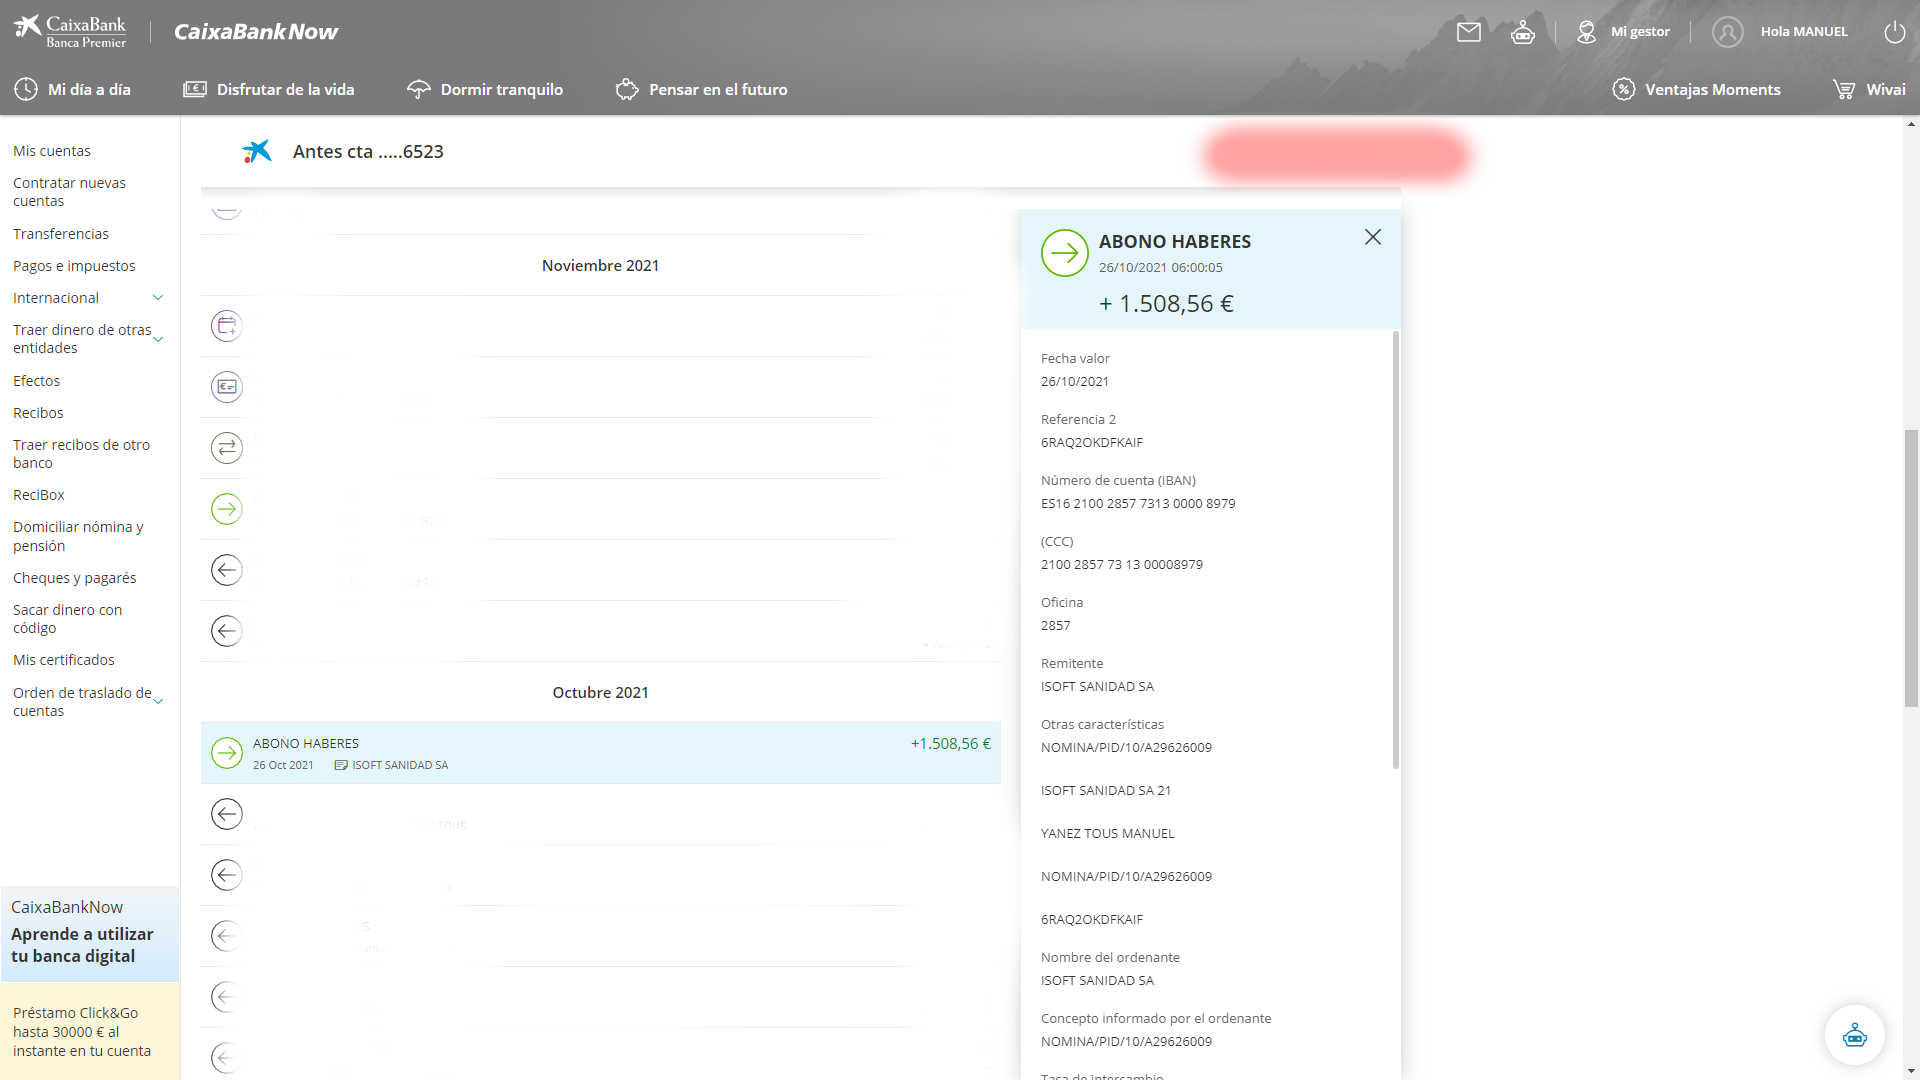 CaixaBank
Banca Premier
CaixaBankNow
Mi gestor
Hola MANUEL
Mi día a día
Disfrutar de la vida
Dormir tranquilo
Pensar en el futuro
Ventajas Moments
Wivai
Mis cuentas
Contratar nuevas
cuentas
Transferencias
Pagos e impuestos
Internacional
Traer dinero de otras
entidades
Efectos
Recibos
Traer recibos de otro
banco
ReciBox
Domiciliar nómina y
pensión
Cheques y pagarés
Sacar dinero con
código
Mis certificados
Orden de traslado de
cuentas
CaixaBankNow
Aprende a utilizar
tu banca digital
Préstamo Click&Go
hasta 30000 € al
instante en tu cuenta
Antes cta .....6523
Noviembre 2021
Octubre 2021
ABONO HABERES
+1.508,56 €
26 Oct 2021
ISOFT SANIDAD SA
ABONO HABERES
26/10/2021 06:00:05
+ 1.508,56 €
Fecha valor
26/10/2021
Referencia 2
6RAQ2OKDFKAIF
Número de cuenta (IBAN)
ES16 2100 2857 7313 0000 8979
(CCC)
2100 2857 73 13 00008979
Oficina
2857
Remitente
ISOFT SANIDAD SA
Otras características
NOMINA/PID/10/A29626009
ISOFT SANIDAD SA 21
YANEZ TOUS MANUEL
NOMINA/PID/10/A29626009
6RAQ2OKDFKAIF
Nombre del ordenante
ISOFT SANIDAD SA
Concepto informado por el ordenante
NOMINA/PID/10/A29626009
Tasa de intercambio